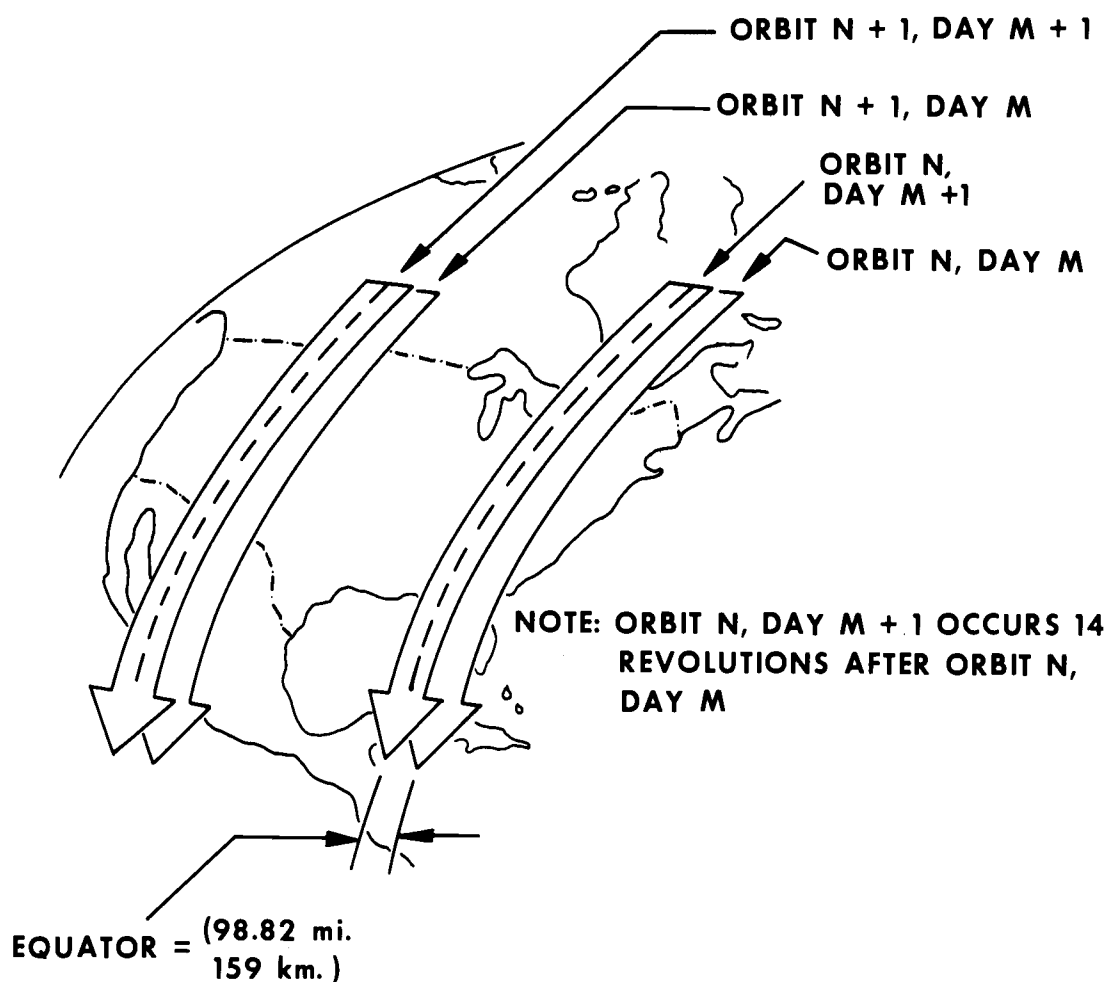 ORBIT N + 1, DAY M + 1
ORBIT N + 1, DAY M
ORBIT N,
DAY M +1
ORBIT N, DAY M
NOTE: ORBIT N, DAY M + 1 OCCURS 14
REVOLUTIONS AFTER ORBIT N,
DAY M
EQUATOR = (98.82 mi.
159 km.)